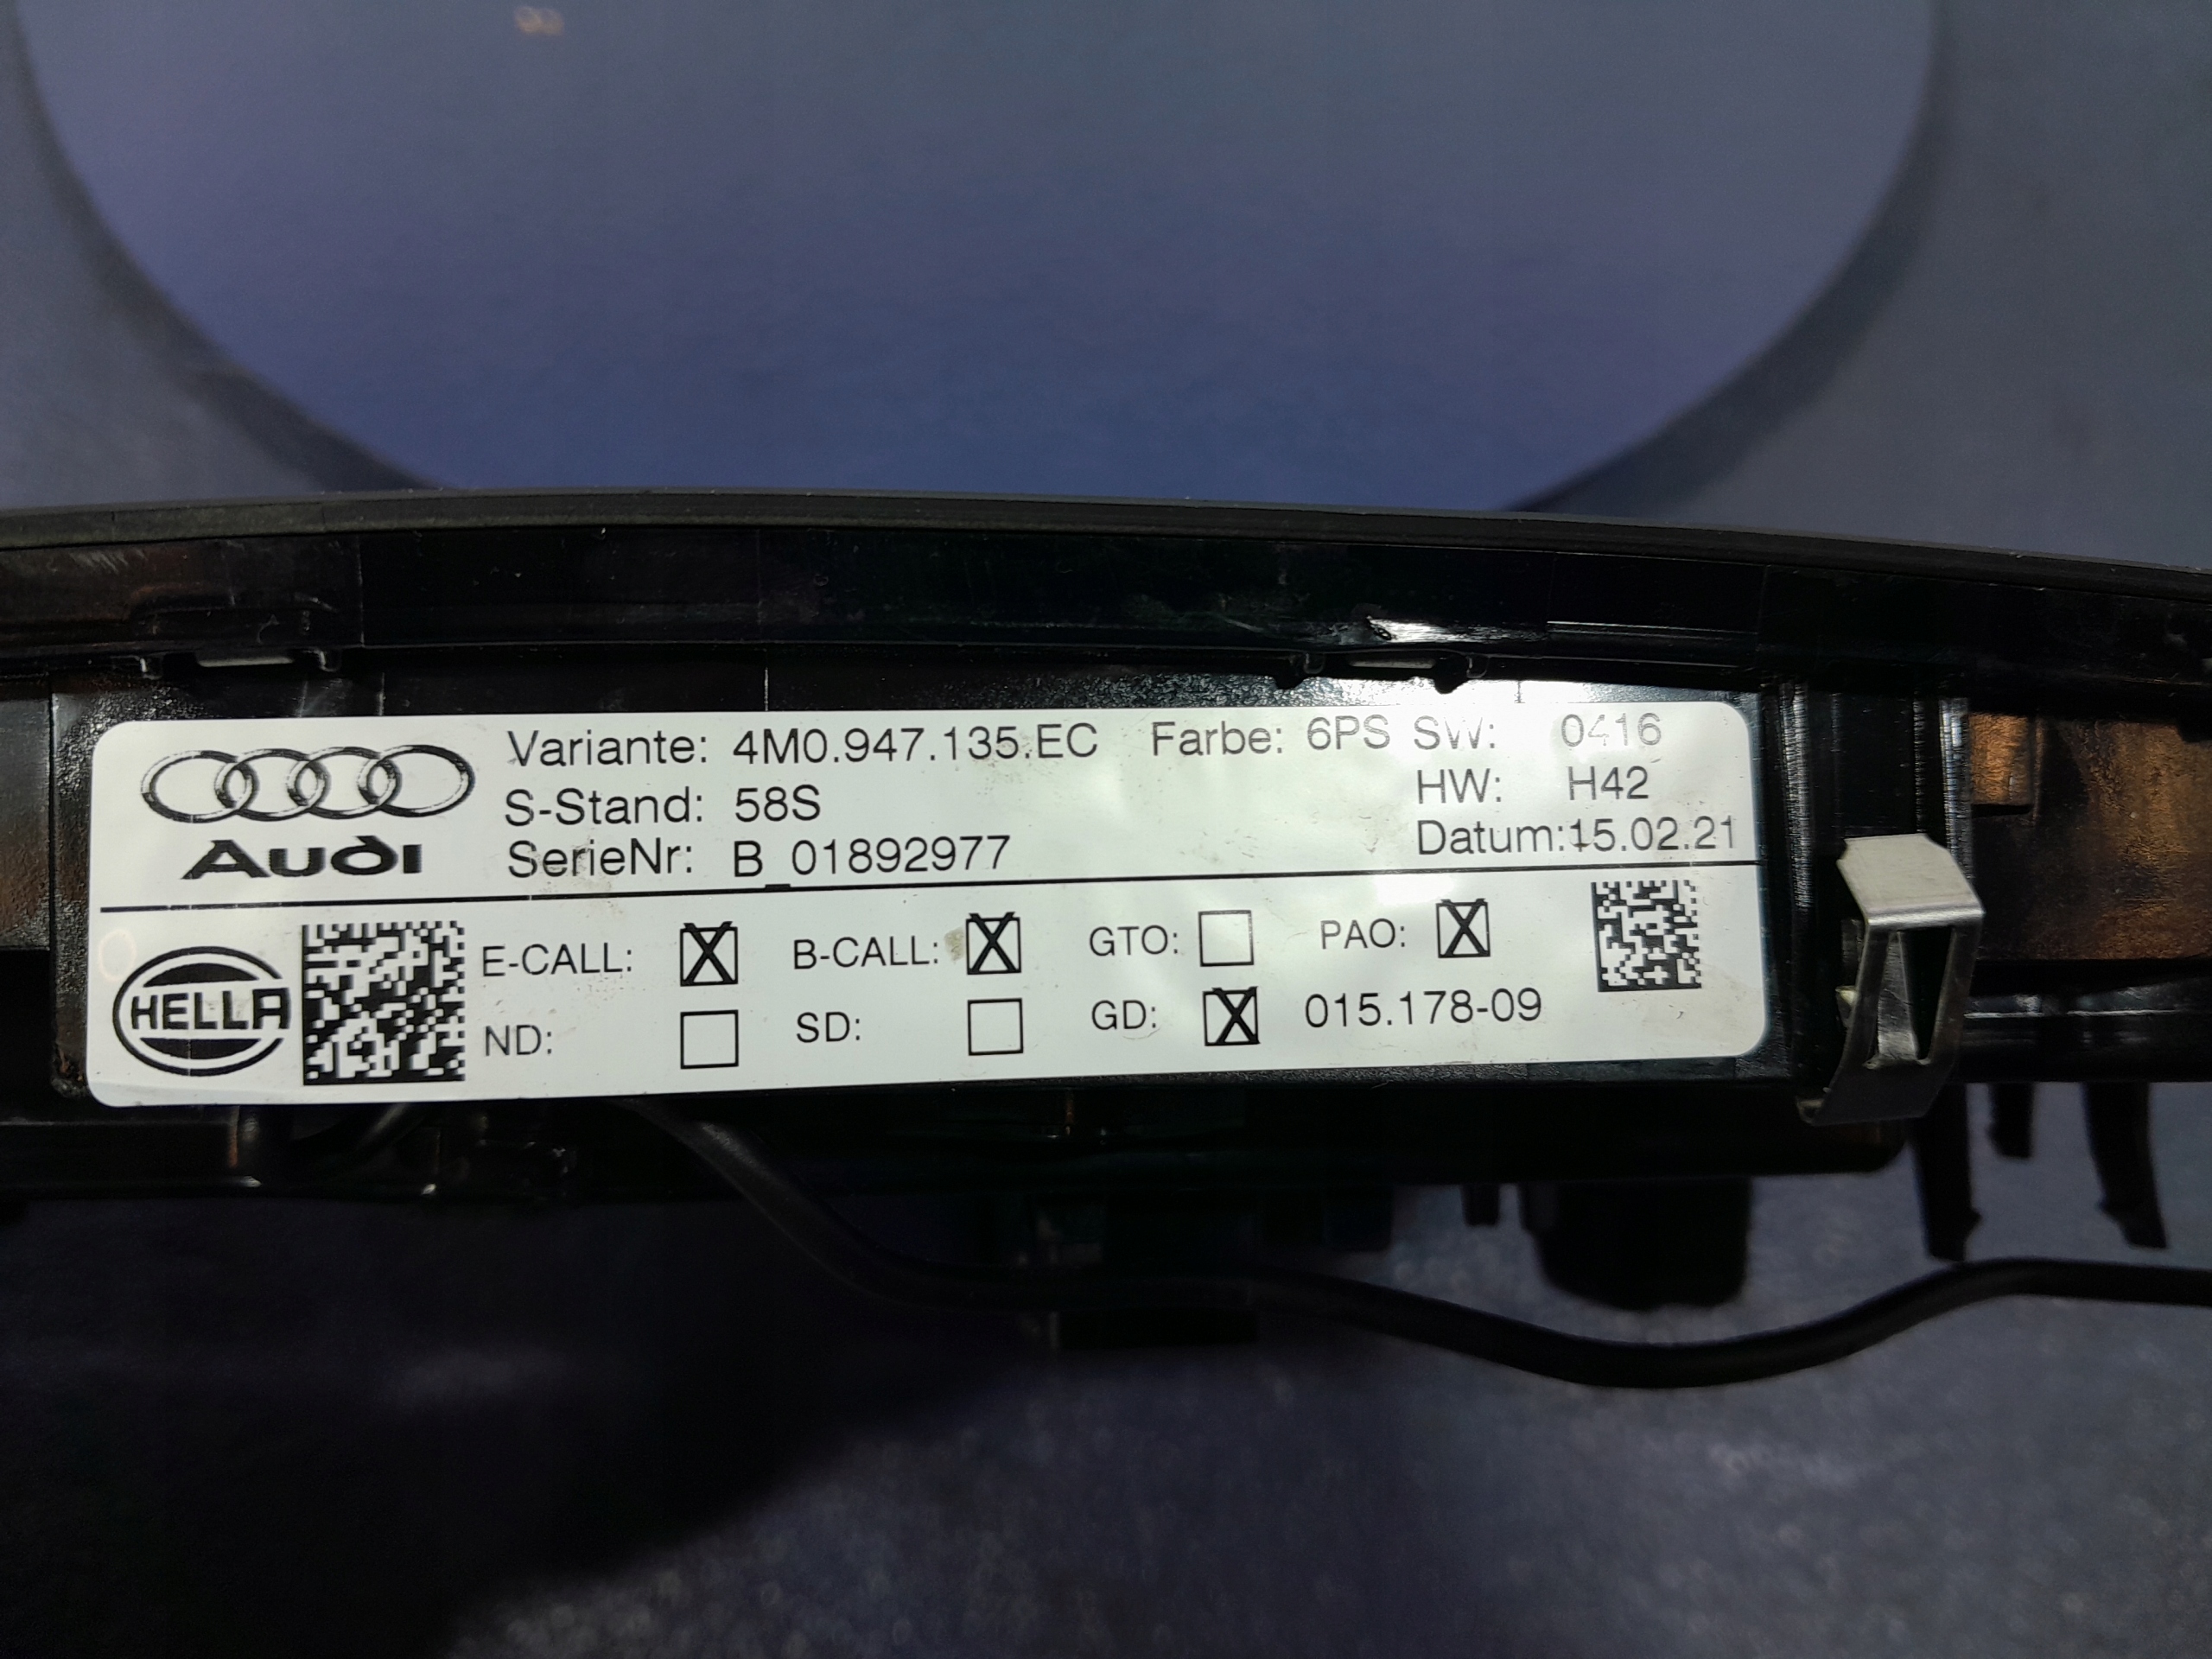 Variante: 4M0.947.135.EC Farbe: 6PS SW: 0416
S-Stand: 58S HW: H42
Audi
SerieNr: B_01892977 Datum:15.02.21
HELLA
E-CALL: ☒ B-CALL: ☒ GTO: ☐ PAO: ☒
ND: ☐ SD: ☐ GD: ☒ 015.178-09